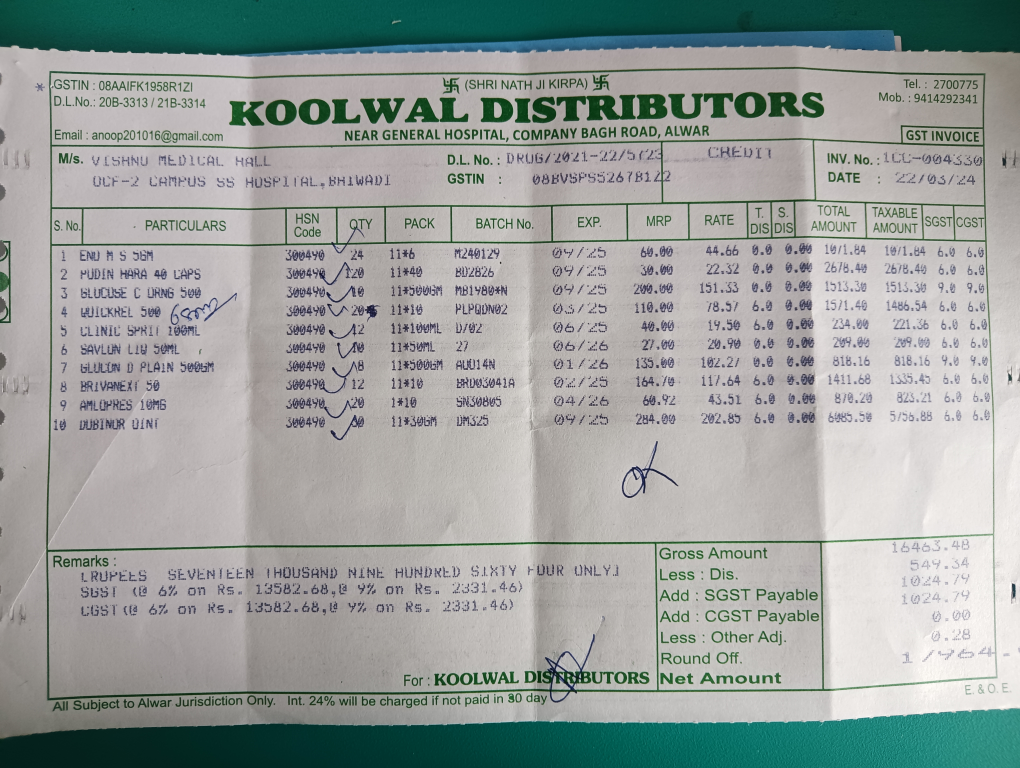 * GSTIN : 08AAIFK1958R1ZI
D.L.No.: 20B-3313 / 21B-3314
(SHRI NATH JI KIRPA)
Tel. : 2700775
Mob. : 9414292341
KOOLWAL DISTRIBUTORS
Email : anoop201016@gmail.com
NEAR GENERAL HOSPITAL, COMPANY BAGH ROAD, ALWAR
GST INVOICE
M/s. VISHNU MEDICAL HALL
UCF-2 CAMPUS SS HOSPITAL,BHIWADI
D.L. No. : DRUG/2021-22/5723
GSTIN : 08BVSPS5267B1Z2
CREDIT
INV. No. : 1CC-004330
DATE : 22/03/24
S. No. PARTICULARS HSN Code QTY PACK BATCH No. EXP. MRP RATE T. DIS S. DIS TOTAL AMOUNT TAXABLE AMOUNT SGST CGST
1 ENO M S 5GM 300490 24 11*6 M240129 09/25 60.00 44.66 0.0 0.00 1071.84 1071.84 6.0 6.0
2 PUDIN HARA 40 CAPS 300490 120 11*40 BD2826 09/25 30.00 22.32 0.0 0.00 2678.40 2678.40 6.0 6.0
3 GLUCOSE C ORNG 500 300490 10 11*500GM MB1980*N 09/25 200.00 151.33 0.0 0.00 1513.30 1513.30 9.0 9.0
4 QUICKREL 500 300490 20 11*10 PLPQDN02 03/25 110.00 78.57 6.0 0.00 1571.40 1486.54 6.0 6.0
5 CLINIC SPRIT 100ML 300490 12 11*100ML D/02 06/25 40.00 19.50 6.0 0.00 234.00 221.36 6.0 6.0
6 SAVLON LIQ 50ML 300490 10 11*50ML 27 06/26 27.00 20.90 0.0 0.00 209.00 209.00 6.0 6.0
7 GLUCON D PLAIN 500GM 300490 8 11*500GM AUD14N 01/26 135.00 102.27 0.0 0.00 818.16 818.16 9.0 9.0
8 BRIVANEXT 50 300490 12 11*10 BRD03041A 02/25 164.70 117.64 6.0 0.00 1411.68 1335.45 6.0 6.0
9 AMLOPRES 10MG 300490 20 1*10 SN30805 04/26 60.92 43.51 6.0 0.00 870.20 823.21 6.0 6.0
10 DUBINOR OINT 300490 30 11*30GM DM325 09/25 284.00 202.85 6.0 0.00 6085.50 5756.88 6.0 6.0
OK
Remarks :
[RUPEES SEVENTEEN THOUSAND NINE HUNDRED SIXTY FOUR ONLY]
SGST (@ 6% on Rs. 13582.68,@ 9% on Rs. 2331.46)
CGST(@ 6% on Rs. 13582.68,@ 9% on Rs. 2331.46)
Gross Amount 16463.48
Less : Dis. 549.34
Add : SGST Payable 1024.79
Add : CGST Payable 1024.79
Less : Other Adj. 0.00
Round Off. 0.28
Net Amount 17964.
For : KOOLWAL DISTRIBUTORS
All Subject to Alwar Jurisdiction Only. Int. 24% will be charged if not paid in 30 day
E. & O. E.